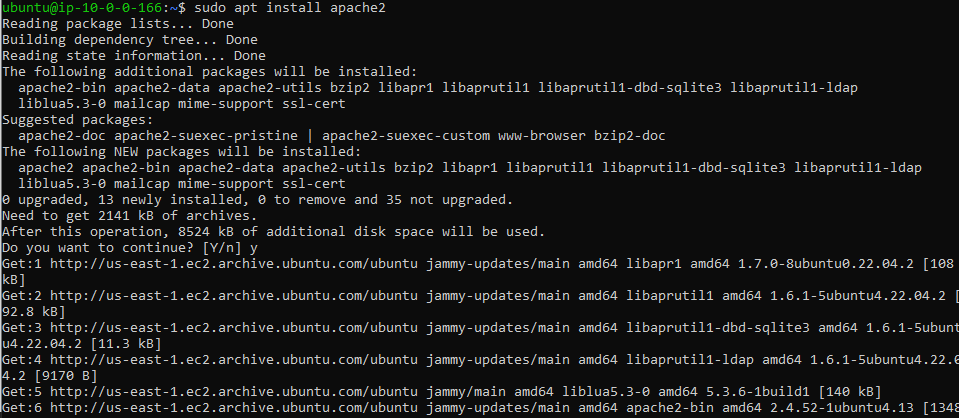 ubuntu@ip-10-0-0-166:~$ sudo apt install apache2
Reading package lists... Done
Building dependency tree... Done
Reading state information... Done
The following additional packages will be installed:
  apache2-bin apache2-data apache2-utils bzip2 libapr1 libaprutil1 libaprutil1-dbd-sqlite3 libaprutil1-ldap
  liblua5.3-0 mailcap mime-support ssl-cert
Suggested packages:
  apache2-doc apache2-suexec-pristine | apache2-suexec-custom www-browser bzip2-doc
The following NEW packages will be installed:
  apache2 apache2-bin apache2-data apache2-utils bzip2 libapr1 libaprutil1 libaprutil1-dbd-sqlite3 libaprutil1-ldap
  liblua5.3-0 mailcap mime-support ssl-cert
0 upgraded, 13 newly installed, 0 to remove and 35 not upgraded.
Need to get 2141 kB of archives.
After this operation, 8524 kB of additional disk space will be used.
Do you want to continue? [Y/n] y
Get:1 http://us-east-1.ec2.archive.ubuntu.com/ubuntu jammy-updates/main amd64 libapr1 amd64 1.7.0-8ubuntu0.22.04.2 [108
kB]
Get:2 http://us-east-1.ec2.archive.ubuntu.com/ubuntu jammy-updates/main amd64 libaprutil1 amd64 1.6.1-5ubuntu4.22.04.2 [
92.8 kB]
Get:3 http://us-east-1.ec2.archive.ubuntu.com/ubuntu jammy-updates/main amd64 libaprutil1-dbd-sqlite3 amd64 1.6.1-5ubunt
u4.22.04.2 [11.3 kB]
Get:4 http://us-east-1.ec2.archive.ubuntu.com/ubuntu jammy-updates/main amd64 libaprutil1-ldap amd64 1.6.1-5ubuntu4.22.0
4.2 [9170 B]
Get:5 http://us-east-1.ec2.archive.ubuntu.com/ubuntu jammy/main amd64 liblua5.3-0 amd64 5.3.6-1build1 [140 kB]
Get:6 http://us-east-1.ec2.archive.ubuntu.com/ubuntu jammy-updates/main amd64 apache2-bin amd64 2.4.52-1ubuntu4.13 [1348